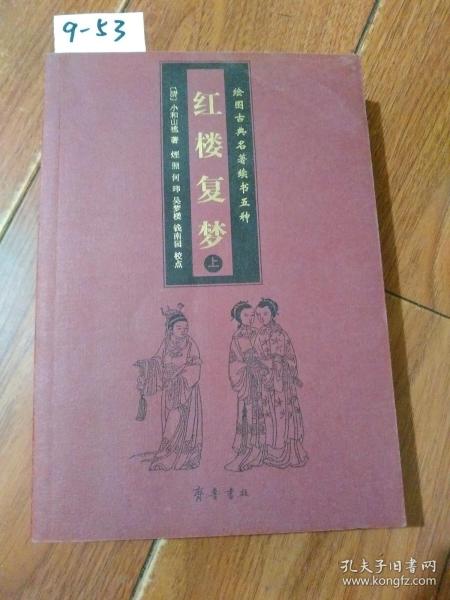 9-53
绘图古典名著续书五种
红楼复梦
上
[清]小和山樵 著 煙照 何玮 吴梦楼 钱南园 校点
齐鲁书社
孔夫子旧书网
www.kongfz.com